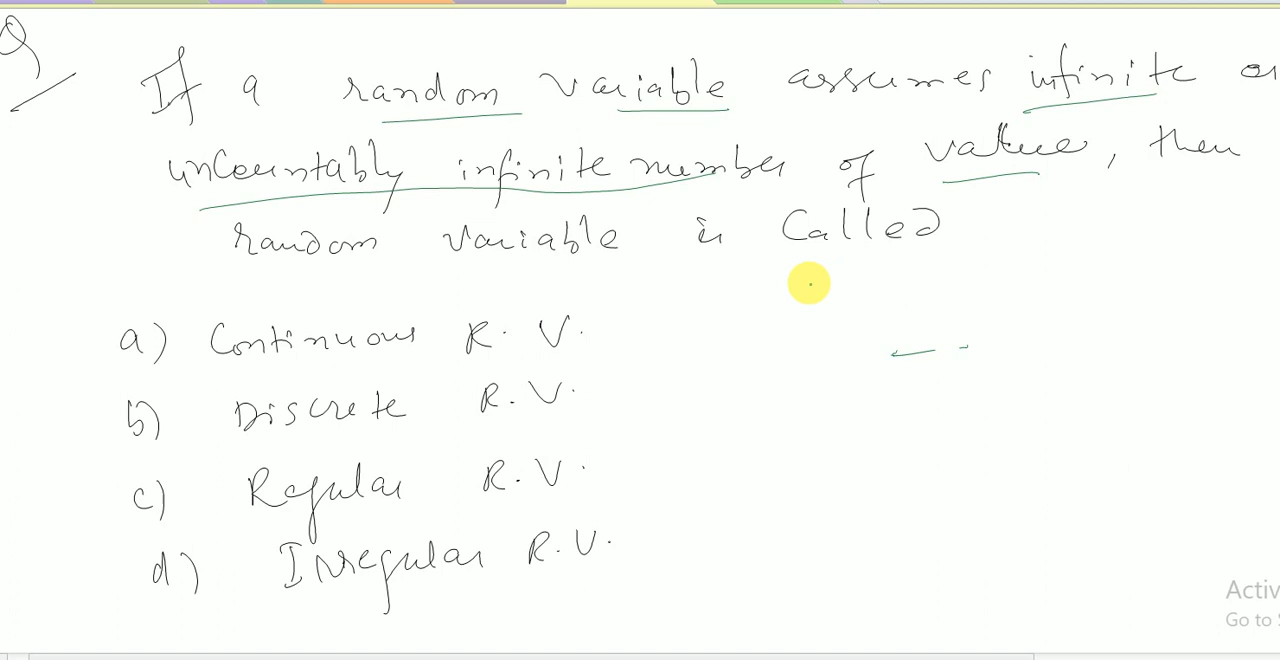 Q
If a random variable assumes infinite or
uncountably infinite number of value, then
random variable is called
a) Continuous R.V.
b) Discrete R.V.
c) Regular R.V.
d) Irregular R.V.
Activ
Go to S